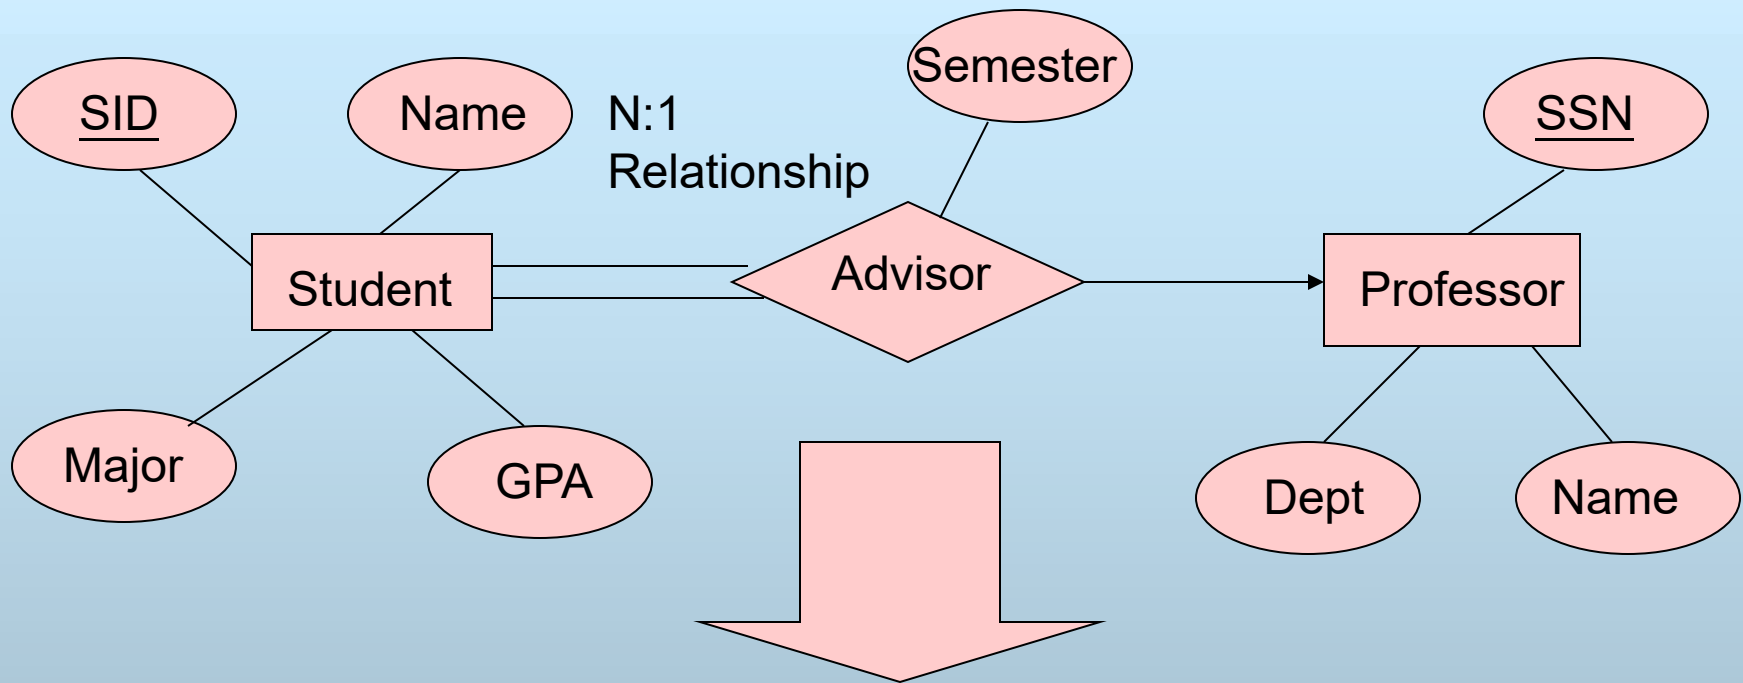 Semester
SID
Name
N:1
Relationship
SSN
Student
Advisor
Professor
Major
GPA
Dept
Name